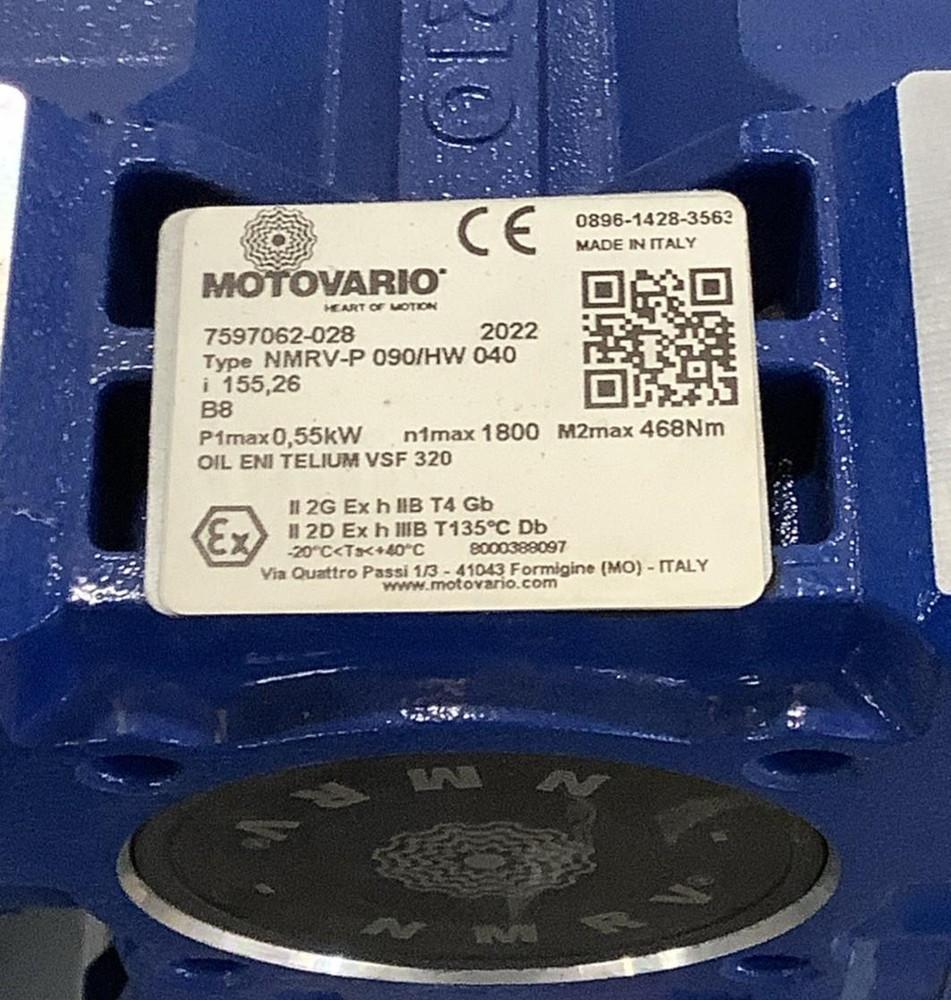 0896-1428-3563
MADE IN ITALY
CE
MOTOVARIO
HEART OF MOTION
7597062-028 2022
Type NMRV-P 090/HW 040
i 155,26
B8
P1max 0,55kW n1max 1800 M2max 468Nm
OIL ENI TELIUM VSF 320
Ex
II 2G Ex h IIB T4 Gb
II 2D Ex h IIIB T135°C Db
-20°C<Ta<+40°C 8000388097
Via Quattro Passi 1/3 - 41043 Formigine (MO) - ITALY
www.motovario.com
NMRV
NMRV